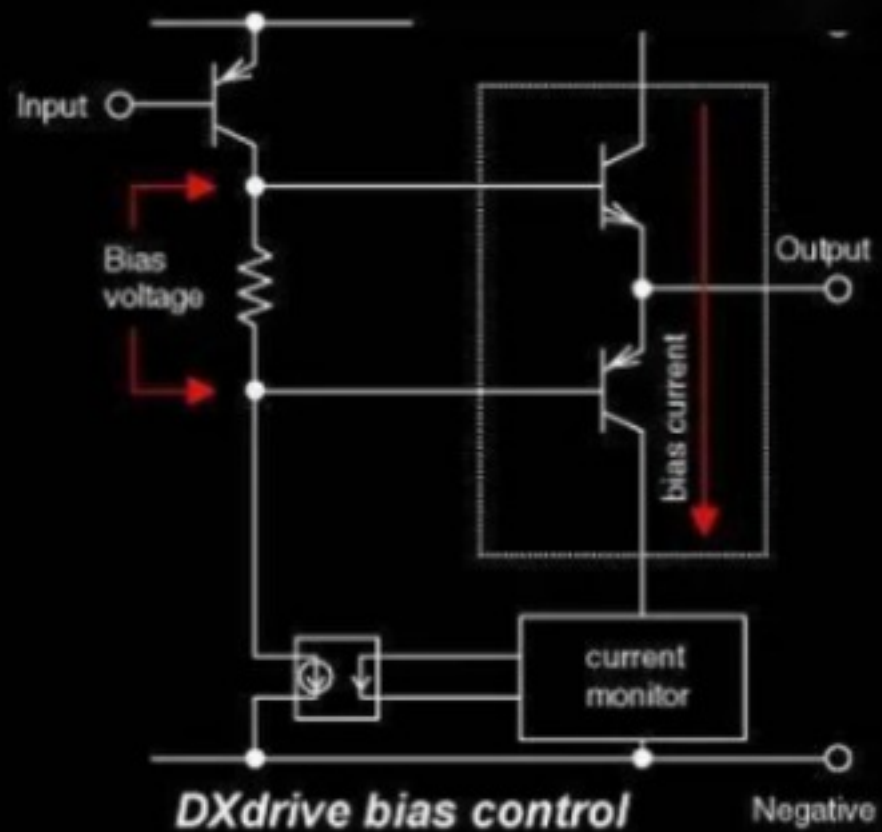 Input
Bias
voltage
Output
bias current
current
monitor
DXdrive bias control
Negative